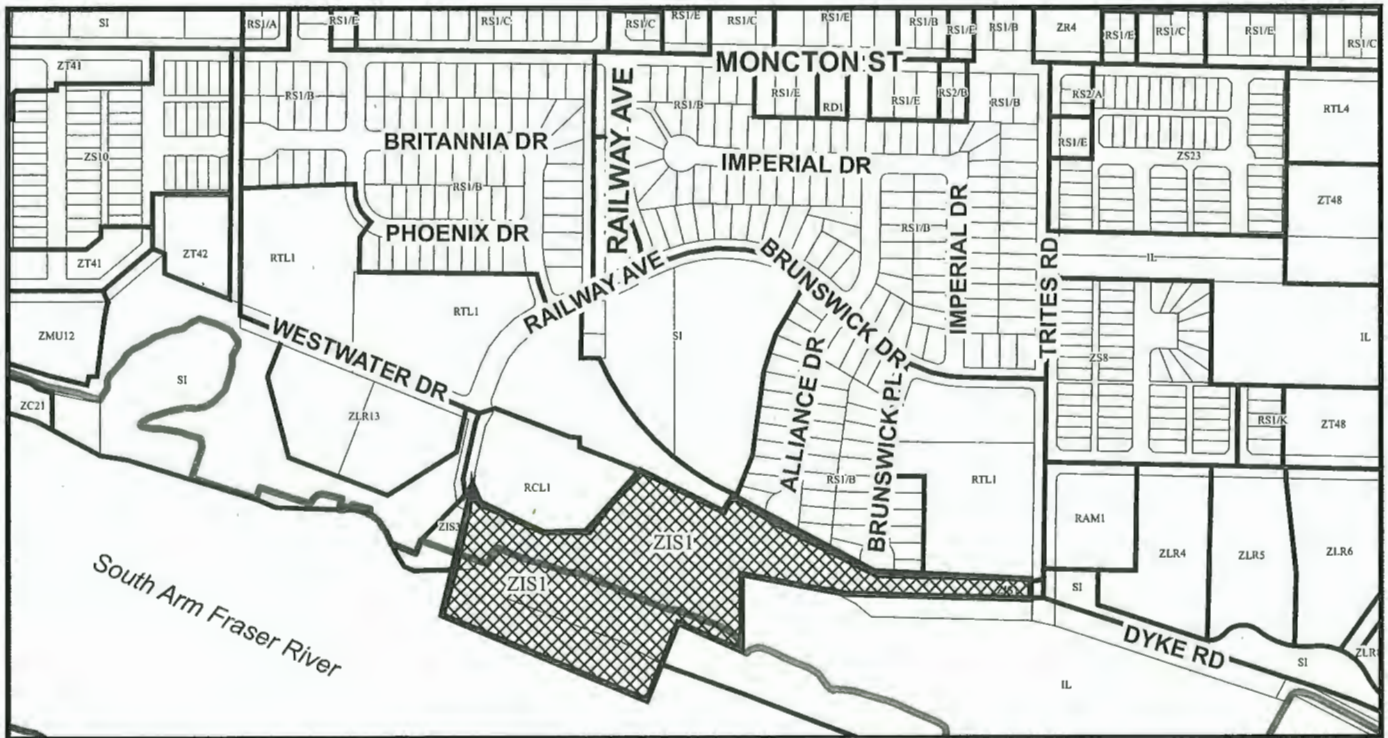 SI
RS1/A
RS1/E
RS1/C
RS1/C
RS1/E
RS1/C
RS1/E
RS1/B
RS1/E
RS1/B
ZR4
RS1/E
RS1/C
RS1/E
RS1/C
MONCTON ST
ZT41
RS1/B
RAILWAY AVE
RS1/B
RS1/E
RD1
RS1/E
RS2/B
RS1/B
RS2/A
RTL4
ZS10
BRITANNIA DR
IMPERIAL DR
RS1/E
ZS23
RS1/B
PHOENIX DR
RS1/B
IMPERIAL DR
ZT48
ZT41
ZT42
RTL1
RAILWAY AVE
BRUNSWICK DR
TRITES RD
IL
RTL1
ZMU12
WESTWATER DR
SI
ALLIANCE DR
BRUNSWICK PL
ZS8
IL
SI
ZC21
ZLR13
RS1/K
ZT48
RCL1
RS1/B
RTL1
ZIS1
RAM1
ZLR4
ZLR5
ZLR6
South Arm Fraser River
ZIS1
SI
DYKE RD
SI
IL